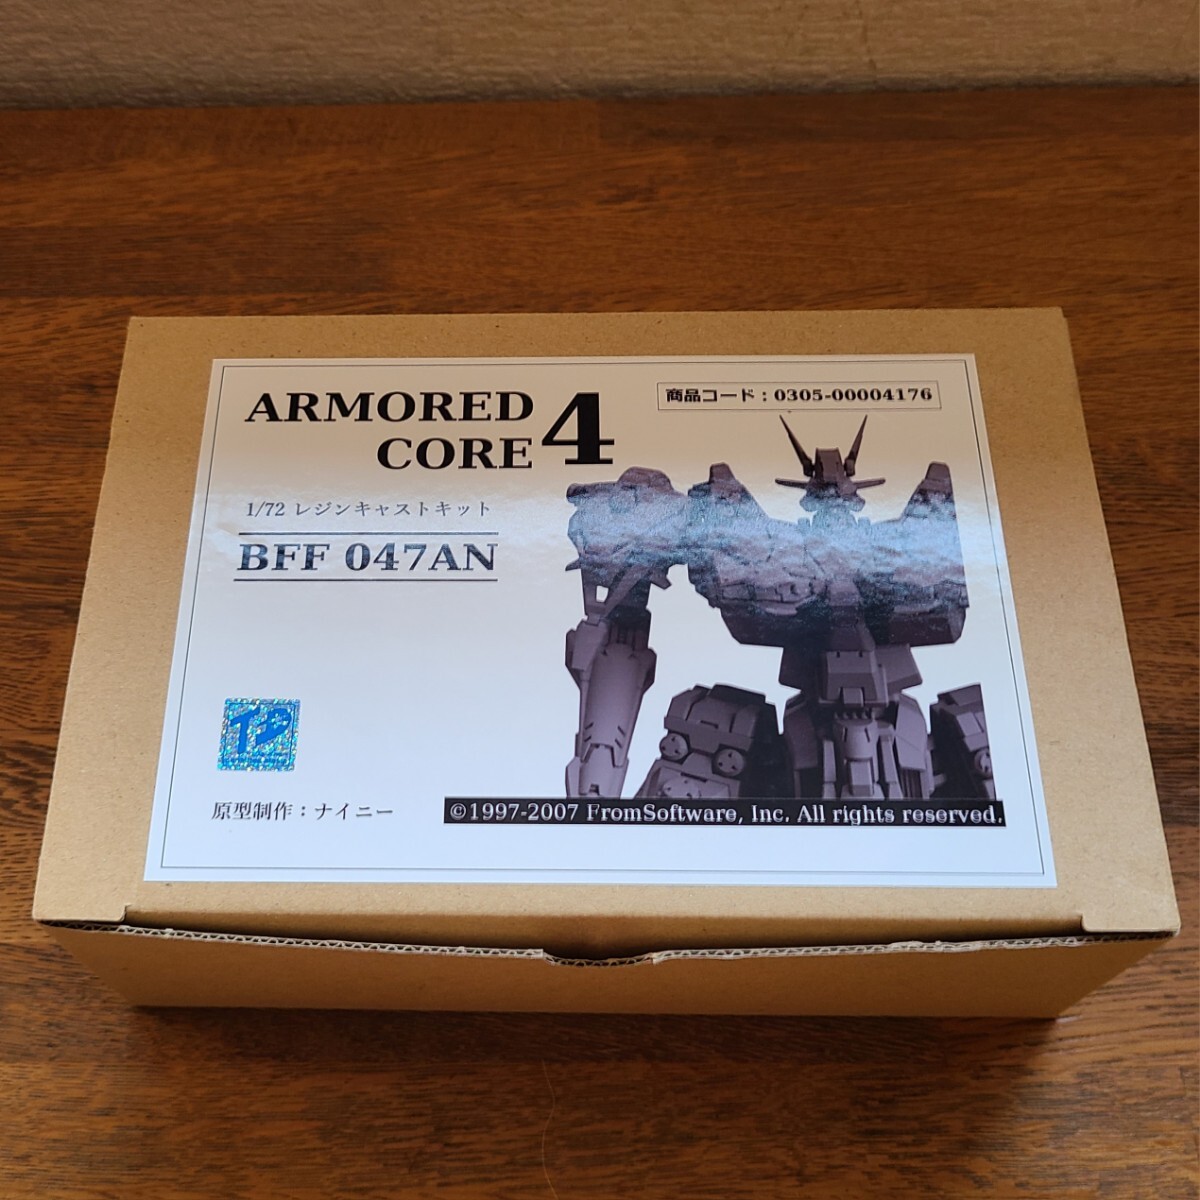 ARMORED
CORE 4
商品コード：0305-00004176
1/72 レジンキャストキット
BFF 047AN
原型制作：ナイニー
©1997-2007 FromSoftware, Inc. All rights reserved.